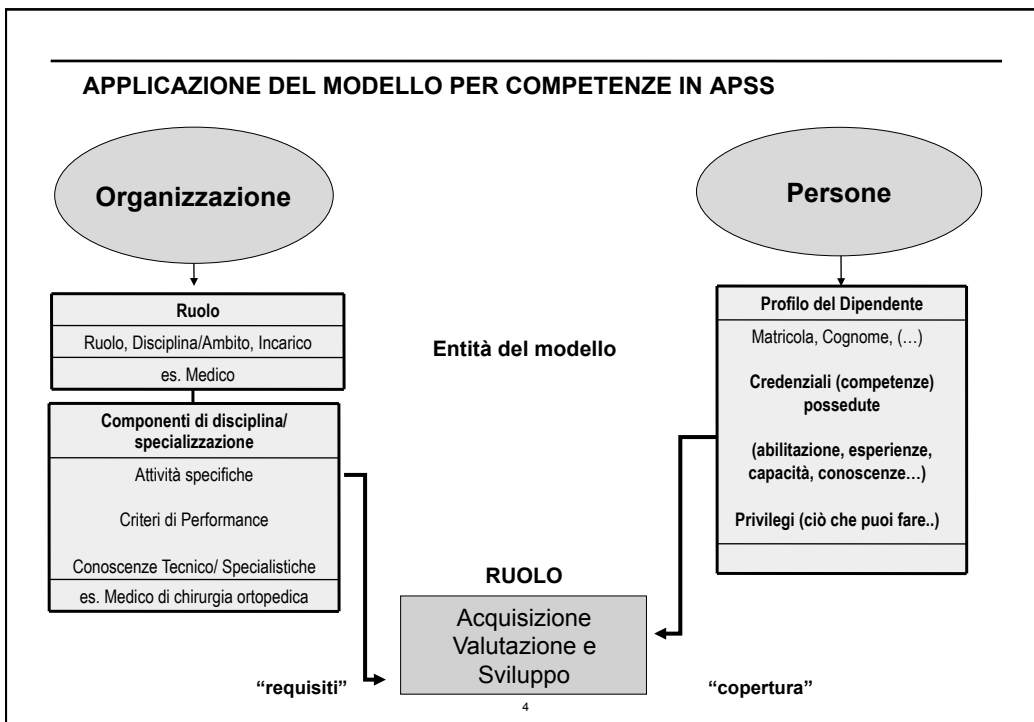 APPLICAZIONE DEL MODELLO PER COMPETENZE IN APSS
Organizzazione
Persone
Ruolo
Ruolo, Disciplina/Ambito, Incarico
es. Medico
Componenti di disciplina/
specializzazione
Attività specifiche
Criteri di Performance
Conoscenze Tecnico/ Specialistiche
es. Medico di chirurgia ortopedica
Entità del modello
Profilo del Dipendente
Matricola, Cognome, (…)
Credenziali (competenze)
possedute
(abilitazione, esperienze,
capacità, conoscenze…)
Privilegi (ciò che puoi fare..)
RUOLO
Acquisizione
Valutazione e
Sviluppo
“requisiti”
“copertura”
4